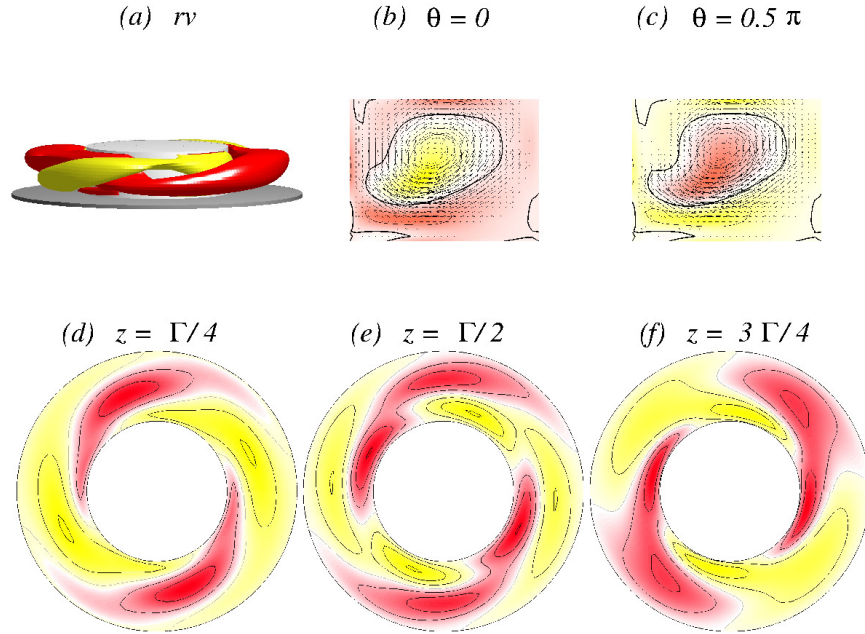 (a) rv
(b) θ = 0
(c) θ = 0.5 π
(d) z = Γ/4
(e) z = Γ/2
(f) z = 3 Γ/4